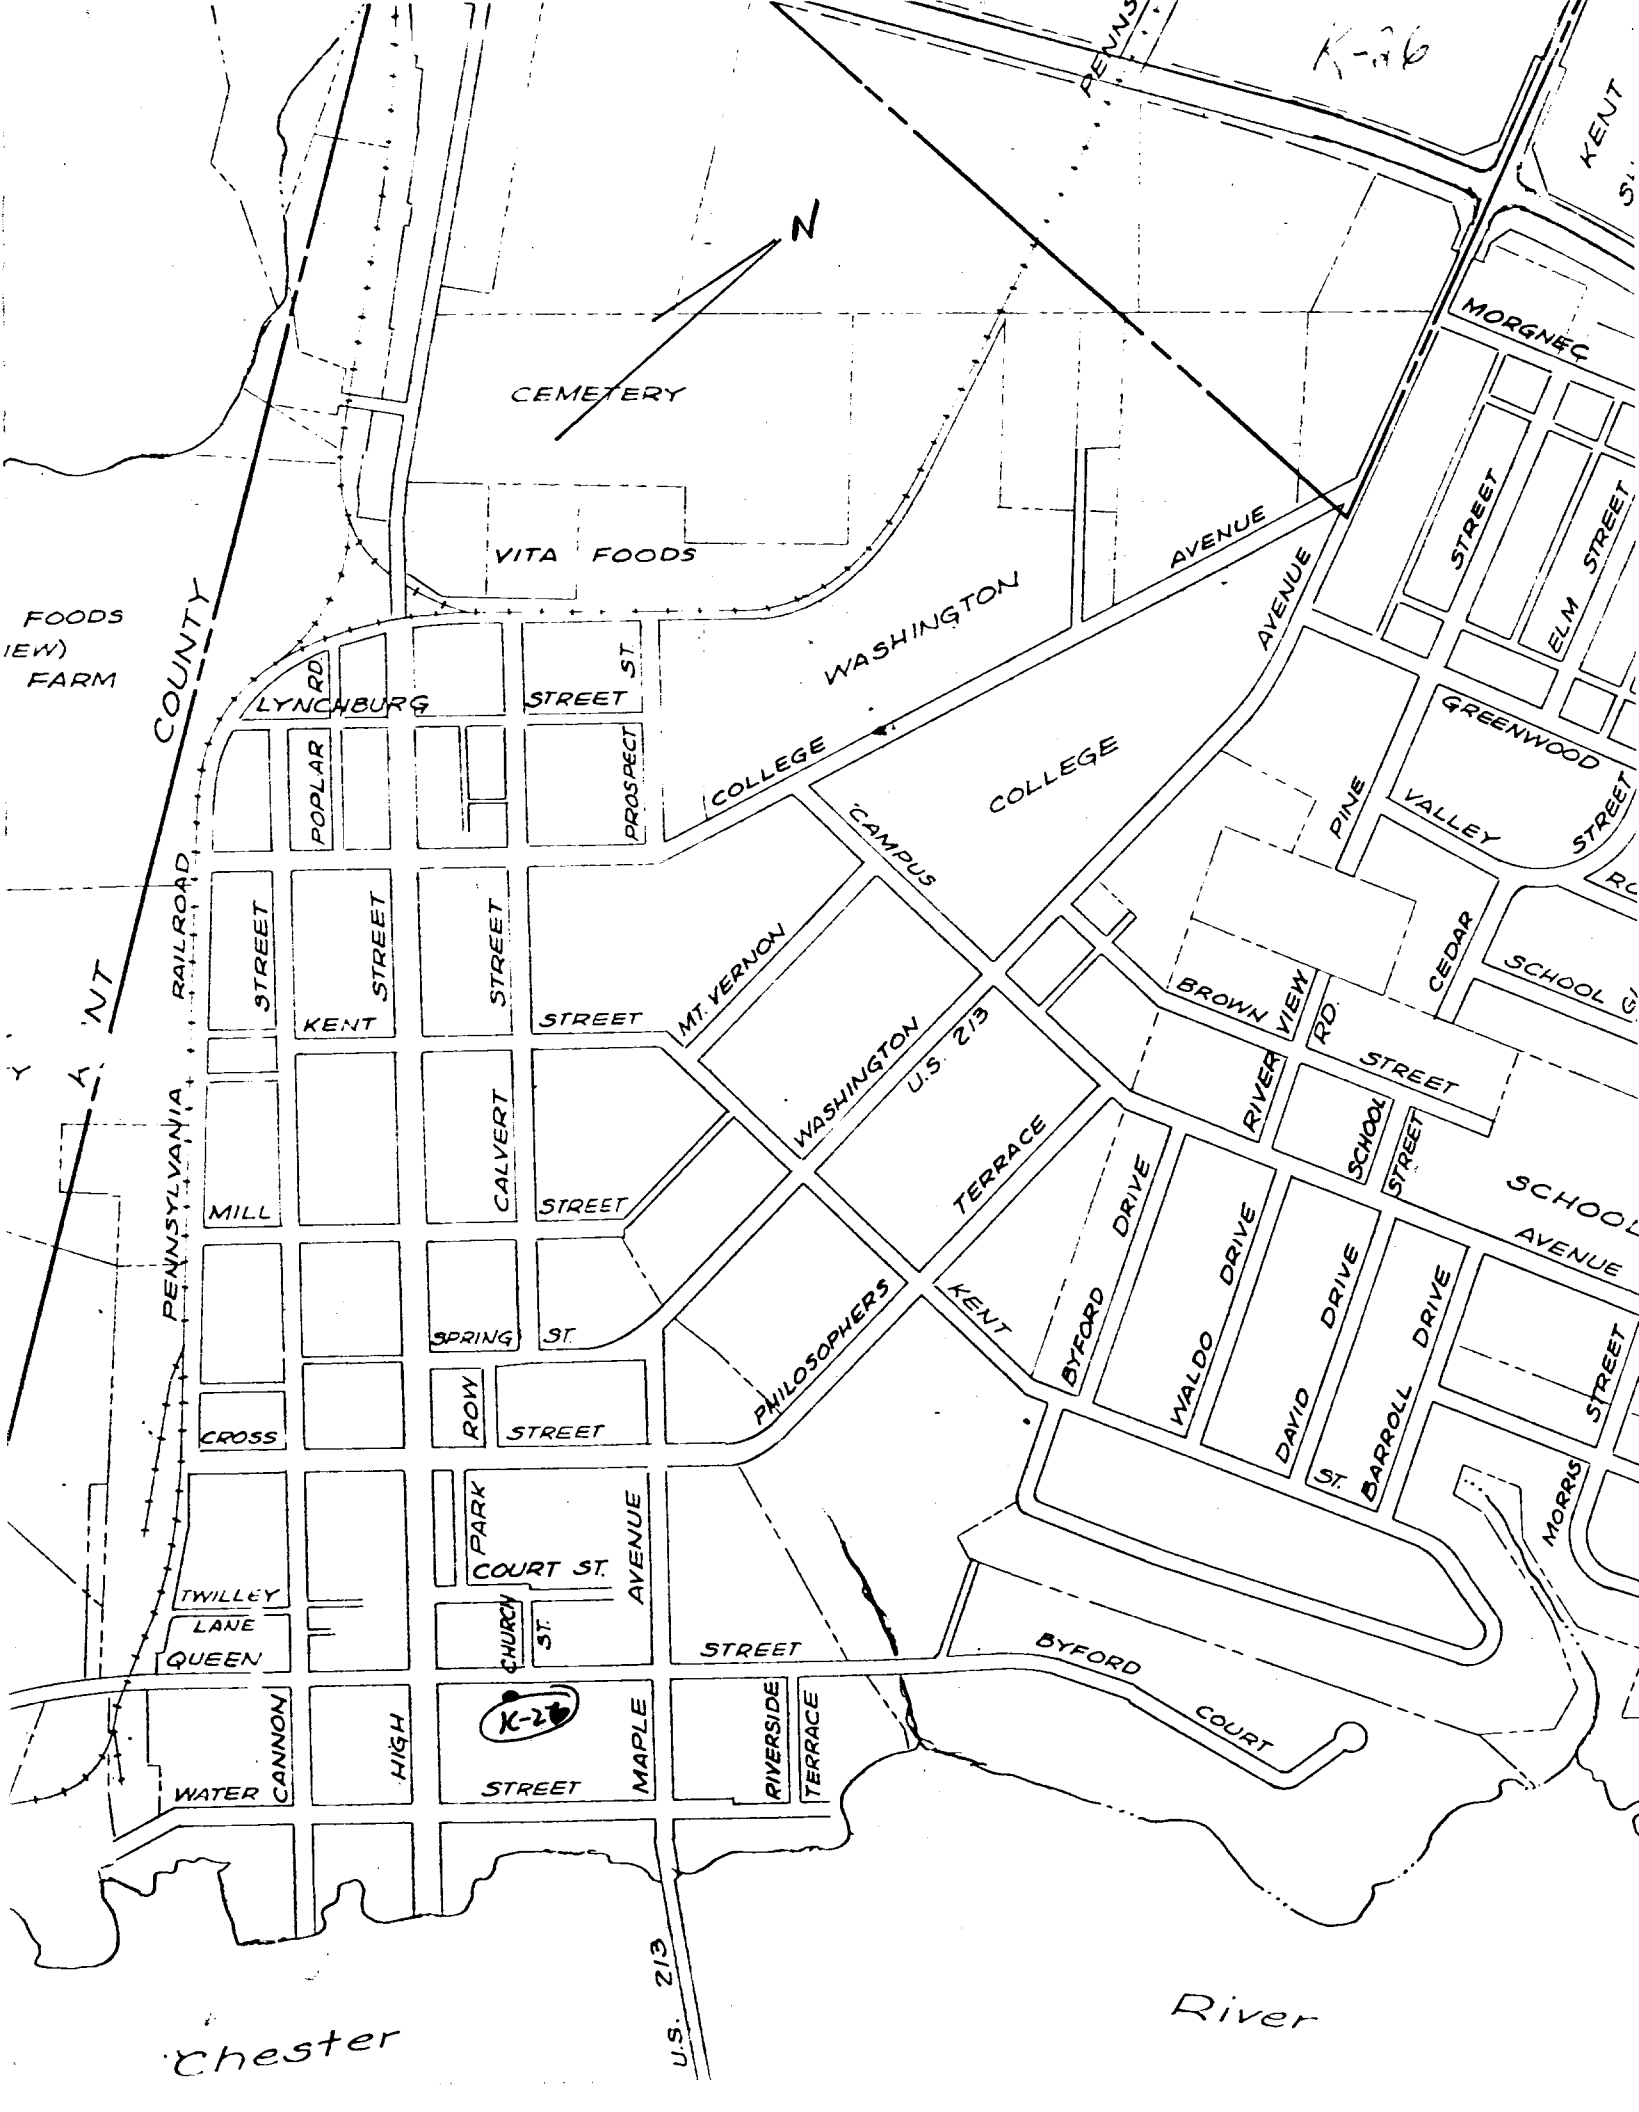 PENNS
K-26
KENT
N
MORGNEC
CEMETERY
STREET
STREET
ELM
AVENUE
VITA FOODS
AVENUE
WASHINGTON
COUNTY
FOODS
FARM
RD.
ST.
LYNCHBURG
STREET
GREENWOOD
POPLAR
PROSPECT
COLLEGE
COLLEGE
CAMPUS
PINE
VALLEY
STREET
RAILROAD
STREET
STREET
STREET
MT. VERNON
CEDAR
SCHOOL
BROWN
VIEW
RD.
KENT
STREET
WASHINGTON
U.S. 213
RIVER
STREET
PENNSYLVANIA
CALVERT
TERRACE
SCHOOL
STREET
DRIVE
DRIVE
DRIVE
DRIVE
MILL
STREET
SCHOOL
AVENUE
SPRING
ST.
PHILOSOPHERS
KENT
BYFORD
WALDO
DAVID
BARROLL
STREET
ROW
CROSS
STREET
ST.
MORRIS
PARK
COURT ST.
AVENUE
TWILLEY
LANE
CHURCH
ST.
QUEEN
STREET
BYFORD
COURT
CANNON
HIGH
K-26
MAPLE
RIVERSIDE
TERRACE
WATER
STREET
U.S. 213
Chester
River